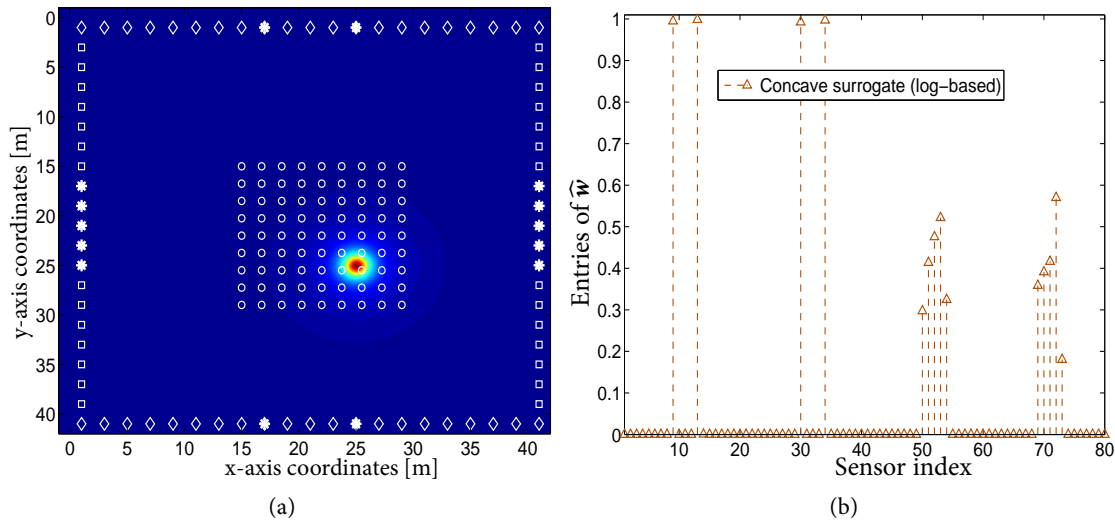 0
5
10
15
20
25
30
35
40
y-axis coordinates [m]
0 5 10 15 20 25 30 35 40
x-axis coordinates [m]
(a)
1
0.9
0.8
0.7
0.6
0.5
0.4
0.3
0.2
0.1
0
Entries of ŵ
Concave surrogate (log-based)
10 20 30 40 50 60 70 80
Sensor index
(b)